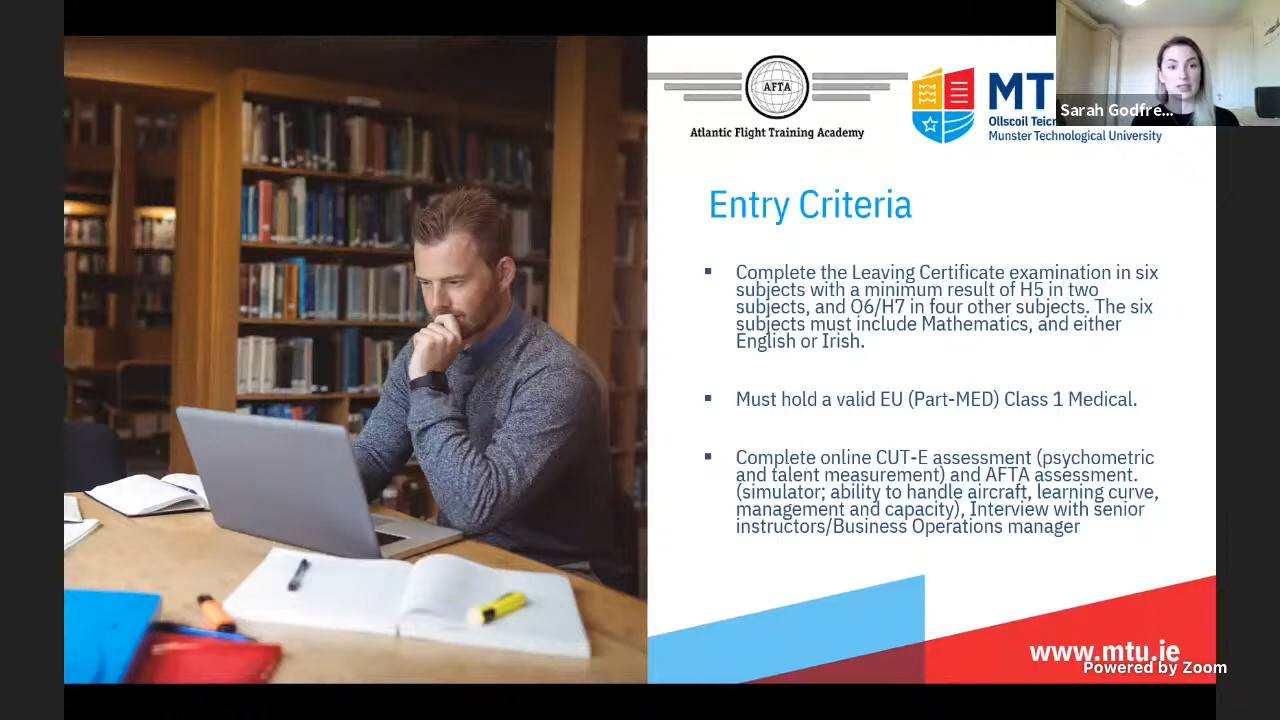 AFTA
Atlantic Flight Training Academy
MT
Ollscoil
Munster Technological University
Sarah Godfre...
Entry Criteria
▪ Complete the Leaving Certificate examination in six
subjects with a minimum result of H5 in two
subjects, and O6/H7 in four other subjects. The six
subjects must include Mathematics, and either
English or Irish.
▪ Must hold a valid EU (Part-MED) Class 1 Medical.
▪ Complete online CUT-E assessment (psychometric
and talent measurement) and AFTA assessment.
(simulator; ability to handle aircraft, learning curve,
management and capacity), Interview with senior
instructors/Business Operations manager
www.mtu.ie
Powered by Zoom